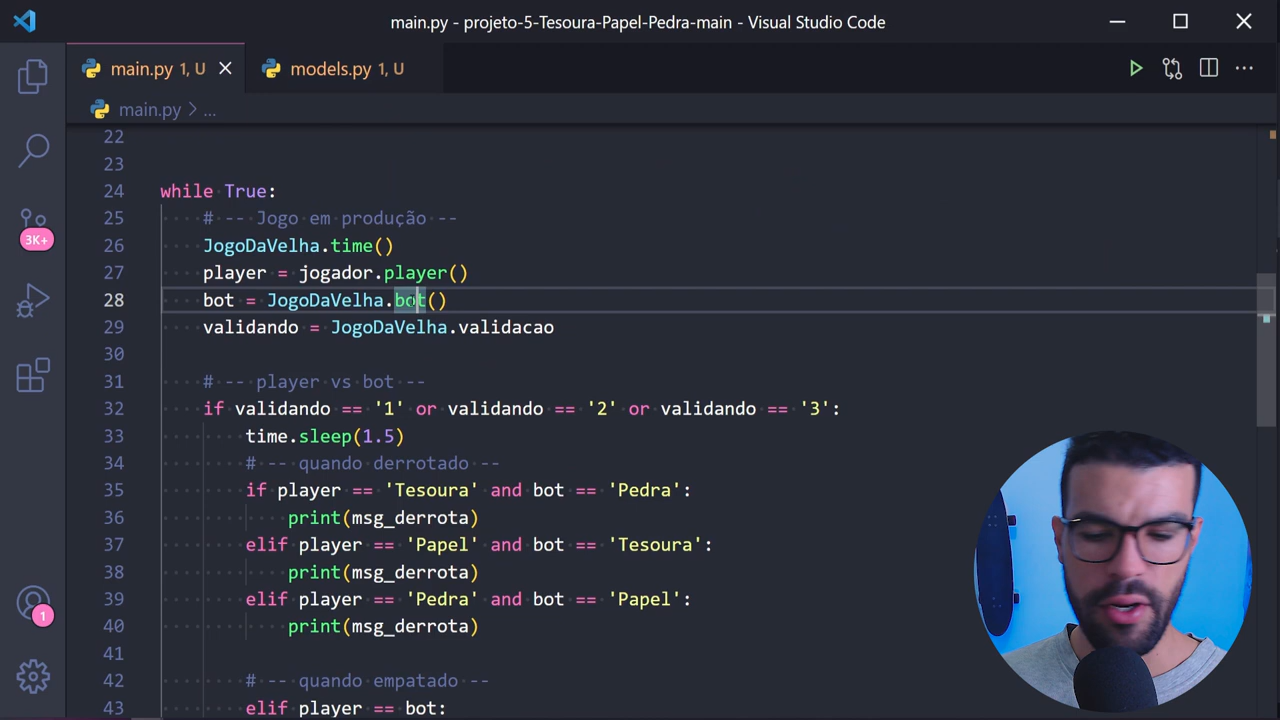 main.py - projeto-5-Tesoura-Papel-Pedra-main - Visual Studio Code
main.py 1, U
models.py 1, U
main.py > ...
22
23
24 while True:
25 # -- Jogo em produção --
26 JogoDaVelha.time()
27 player = jogador.player()
28 bot = JogoDaVelha.bot()
29 validando = JogoDaVelha.validacao
30
31 # -- player vs bot --
32 if validando == '1' or validando == '2' or validando == '3':
33 time.sleep(1.5)
34 # -- quando derrotado --
35 if player == 'Tesoura' and bot == 'Pedra':
36 print(msg_derrota)
37 elif player == 'Papel' and bot == 'Tesoura':
38 print(msg_derrota)
39 elif player == 'Pedra' and bot == 'Papel':
40 print(msg_derrota)
41
42 # -- quando empatado --
43 elif player == bot:
3K+
1